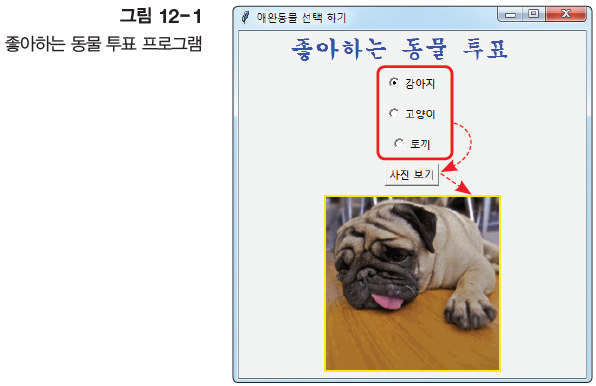 그림 12-1
좋아하는 동물 투표 프로그램
애완동물 선택 하기
좋아하는 동물 투표
강아지
고양이
토끼
사진 보기